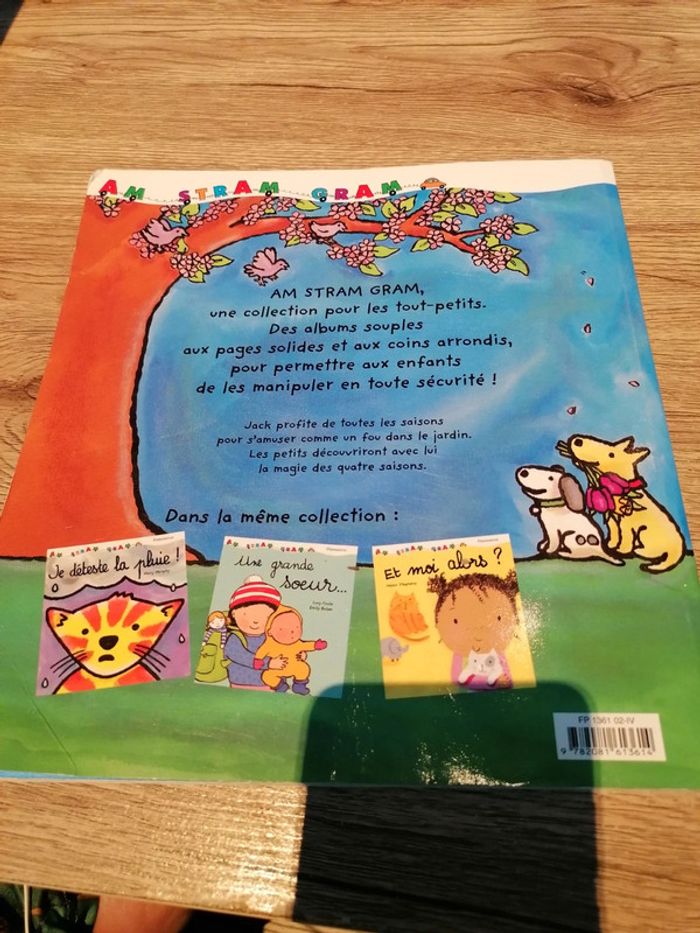 AM STRAM GRAM
AM STRAM GRAM,
une collection pour les tout-petits.
Des albums souples
aux pages solides et aux coins arrondis,
pour permettre aux enfants
de les manipuler en toute sécurité !
Jack profite de toutes les saisons
pour s'amuser comme un fou dans le jardin.
Les petits découvriront avec lui
la magie des quatre saisons.
Dans la même collection :
Je déteste la pluie !
Une grande
soeur...
Et moi alors ?
FP 1361 02-IV
9 782081 613614